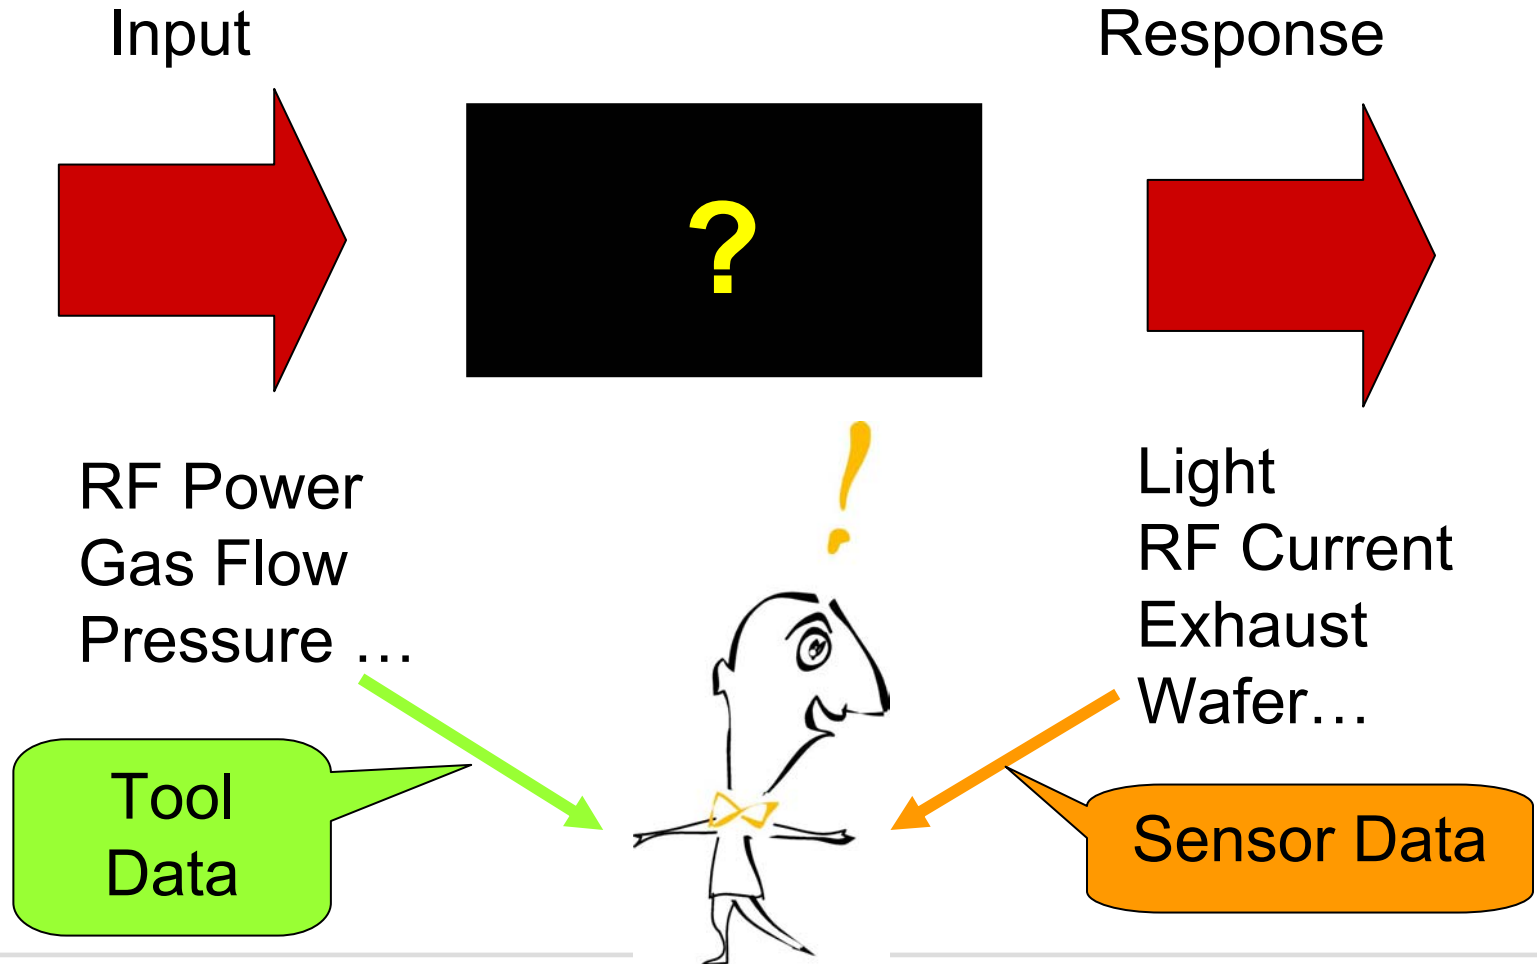 Input
Response
?
!
RF Power
Gas Flow
Pressure …
Light
RF Current
Exhaust
Wafer…
Tool
Data
Sensor Data